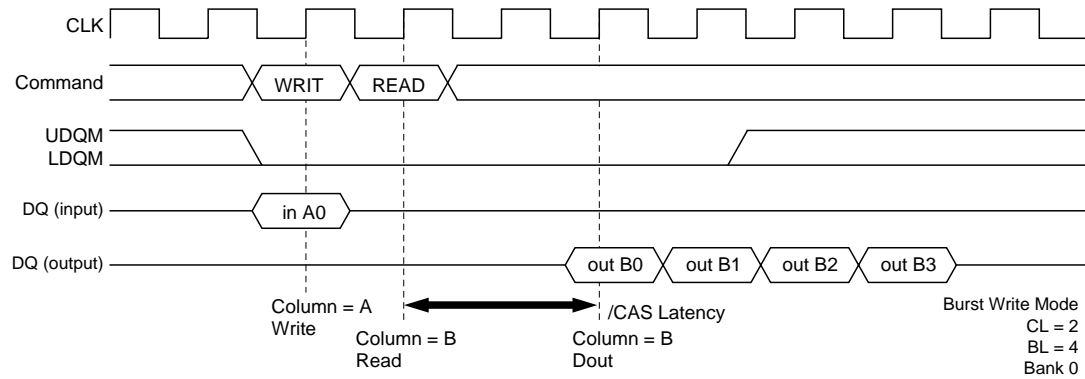 CLK
Command
WRIT
READ
UDQM
LDQM
DQ (input)
in A0
DQ (output)
out B0
out B1
out B2
out B3
Column = A
Write
/CAS Latency
Column = B
Read
Column = B
Dout
Burst Write Mode
CL = 2
BL = 4
Bank 0